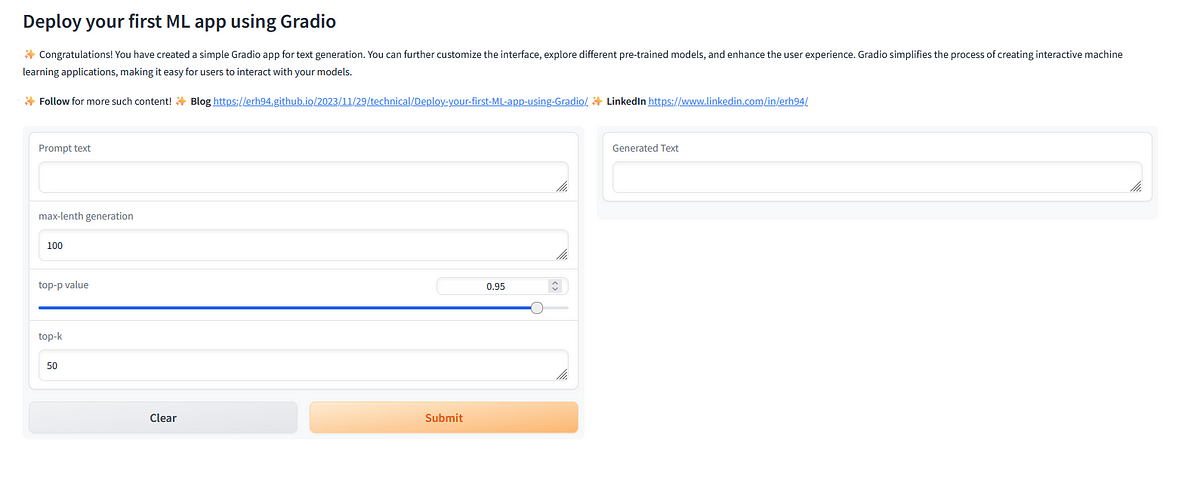 Deploy your first ML app using Gradio
✨ Congratulations! You have created a simple Gradio app for text generation. You can further customize the interface, explore different pre-trained models, and enhance the user experience. Gradio simplifies the process of creating interactive machine
learning applications, making it easy for users to interact with your models.
✨ Follow for more such content! ✨ Blog https://erh94.github.io/2023/11/29/technical/Deploy-your-first-ML-app-using-Gradio/ ✨ LinkedIn https://www.linkedin.com/in/erh94/
Prompt text
max-lenth generation
100
top-p value
0.95
top-k
50
Clear
Submit
Generated Text